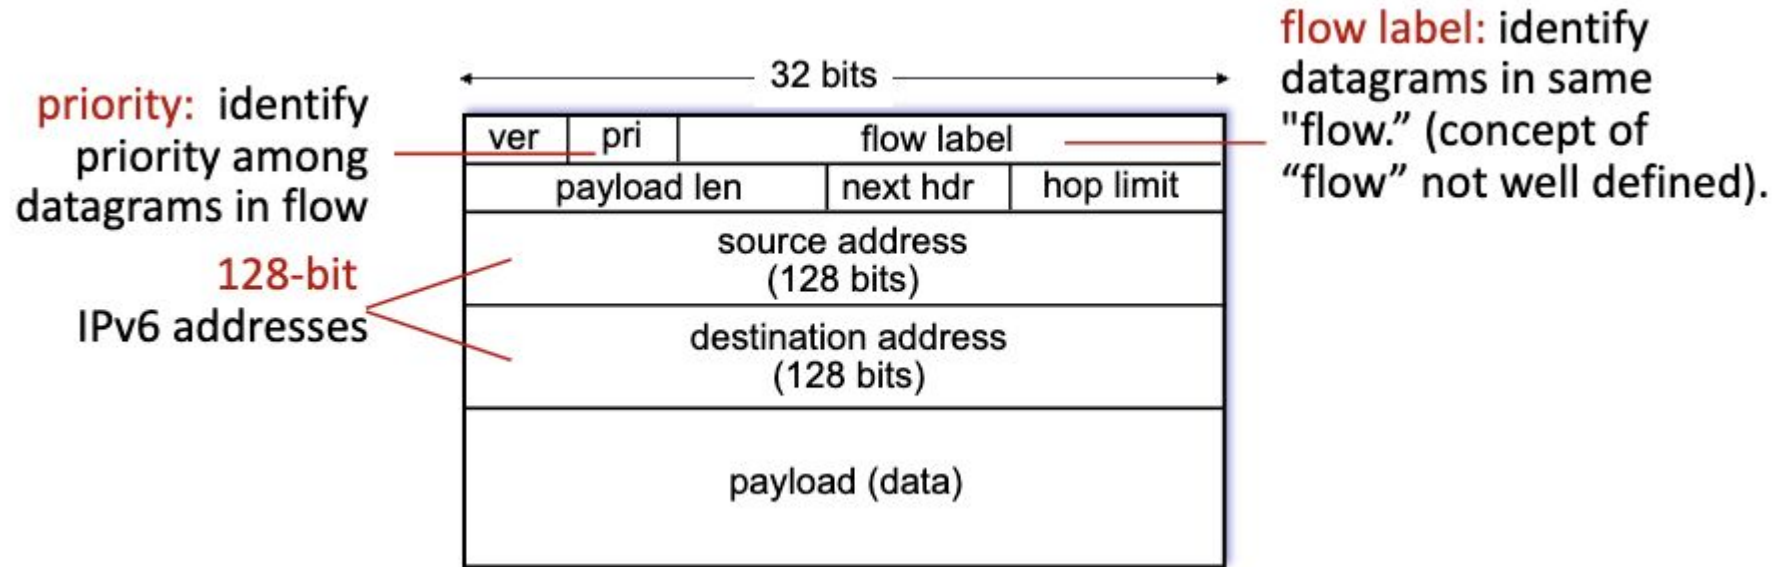 flow label: identify
datagrams in same
"flow.” (concept of
“flow” not well defined).
32 bits
priority: identify
priority among
datagrams in flow
128-bit
IPv6 addresses
ver pri flow label
payload len next hdr hop limit
source address
(128 bits)
destination address
(128 bits)
payload (data)